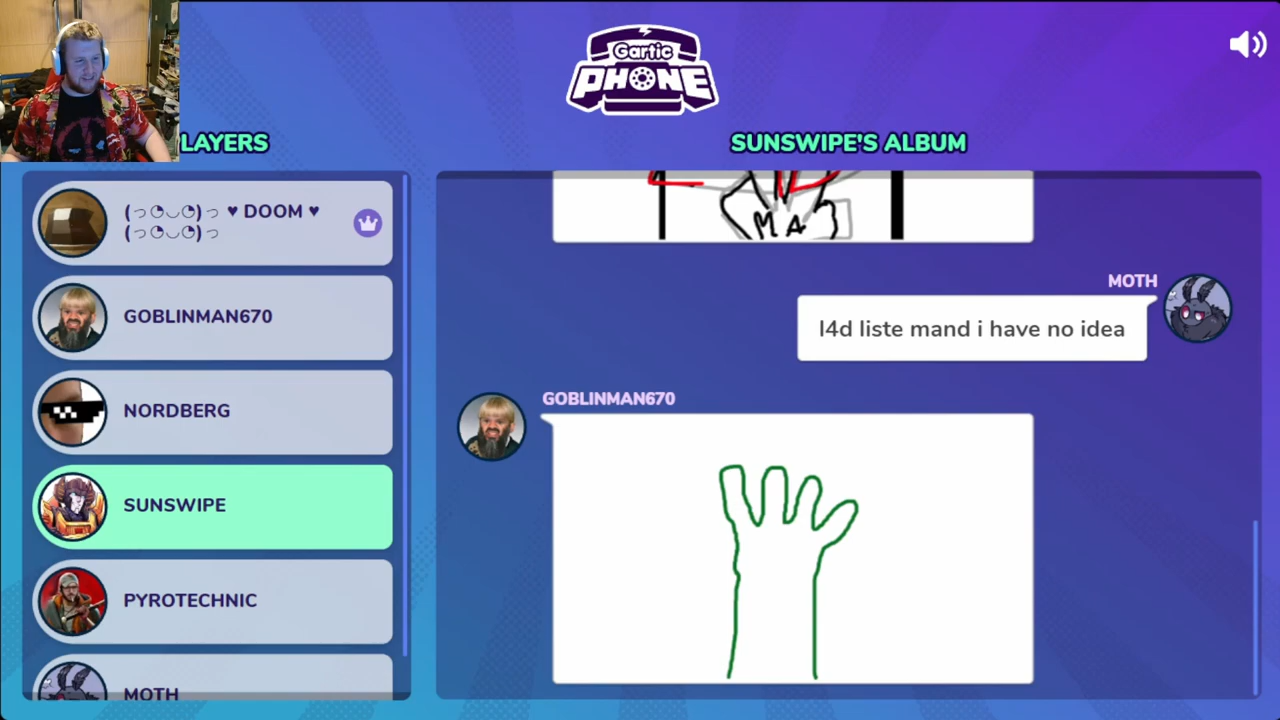 Gartic
PHONE
LAYERS
SUNSWIPE'S ALBUM
(っ◔◡◔)っ ♥ DOOM ♥
(っ◔◡◔)っ
GOBLINMAN670
NORDBERG
SUNSWIPE
PYROTECHNIC
MOTH
MA
MOTH
l4d liste mand i have no idea
GOBLINMAN670